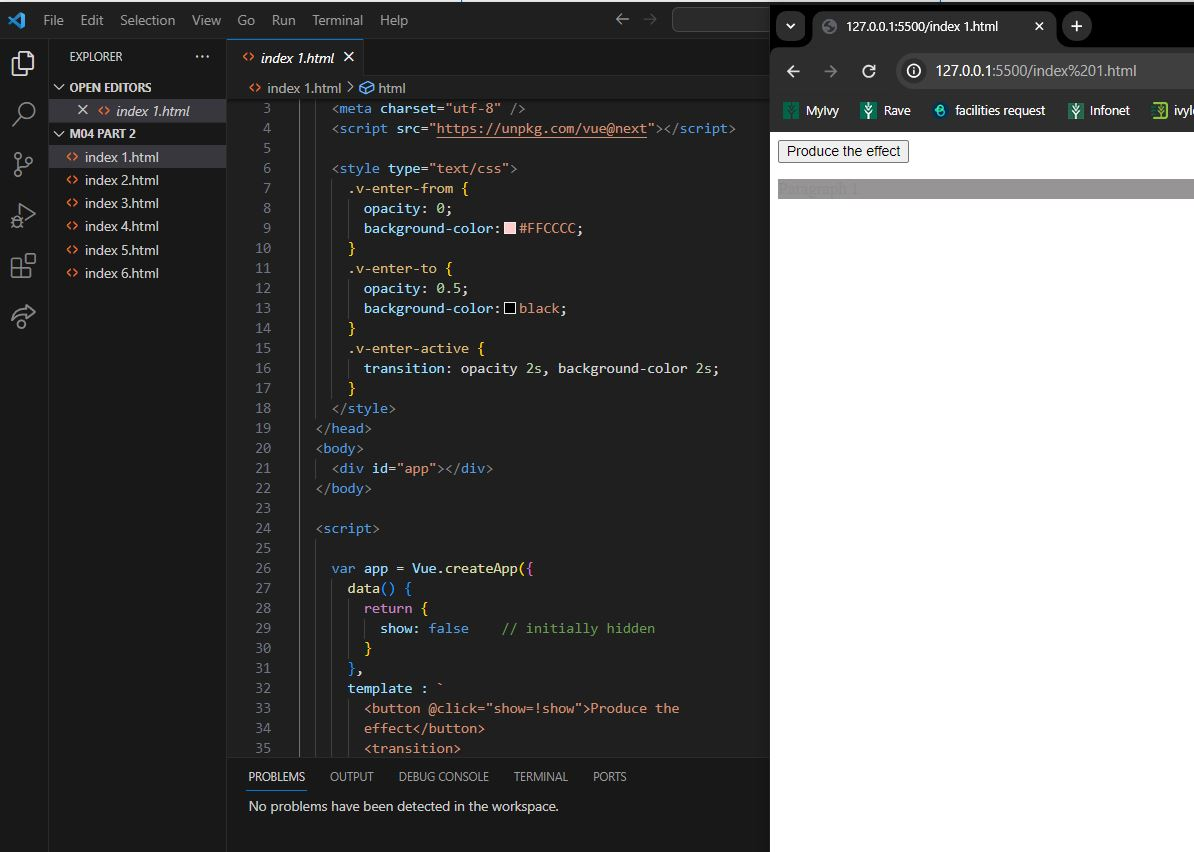 File Edit Selection View Go Run Terminal Help
EXPLORER
OPEN EDITORS
index 1.html
M04 PART 2
index 1.html
index 2.html
index 3.html
index 4.html
index 5.html
index 6.html
index 1.html
index 1.html > html
3 <meta charset="utf-8" />
4 <script src="https://unpkg.com/vue@next"></script>
5
6 <style type="text/css">
7 .v-enter-from {
8 opacity: 0;
9 background-color: #FFCCCC;
10 }
11 .v-enter-to {
12 opacity: 0.5;
13 background-color: black;
14 }
15 .v-enter-active {
16 transition: opacity 2s, background-color 2s;
17 }
18 </style>
19 </head>
20 <body>
21 <div id="app"></div>
22 </body>
23
24 <script>
25
26 var app = Vue.createApp({
27 data() {
28 return {
29 show: false // initially hidden
30 }
31 },
32 template : `
33 <button @click="show=!show">Produce the
34 effect</button>
35 <transition>
PROBLEMS OUTPUT DEBUG CONSOLE TERMINAL PORTS
No problems have been detected in the workspace.
127.0.0.1:5500/index 1.html
127.0.0.1:5500/index%201.html
MyIvy Rave facilities request Infonet ivyle
Produce the effect
Paragraph 1